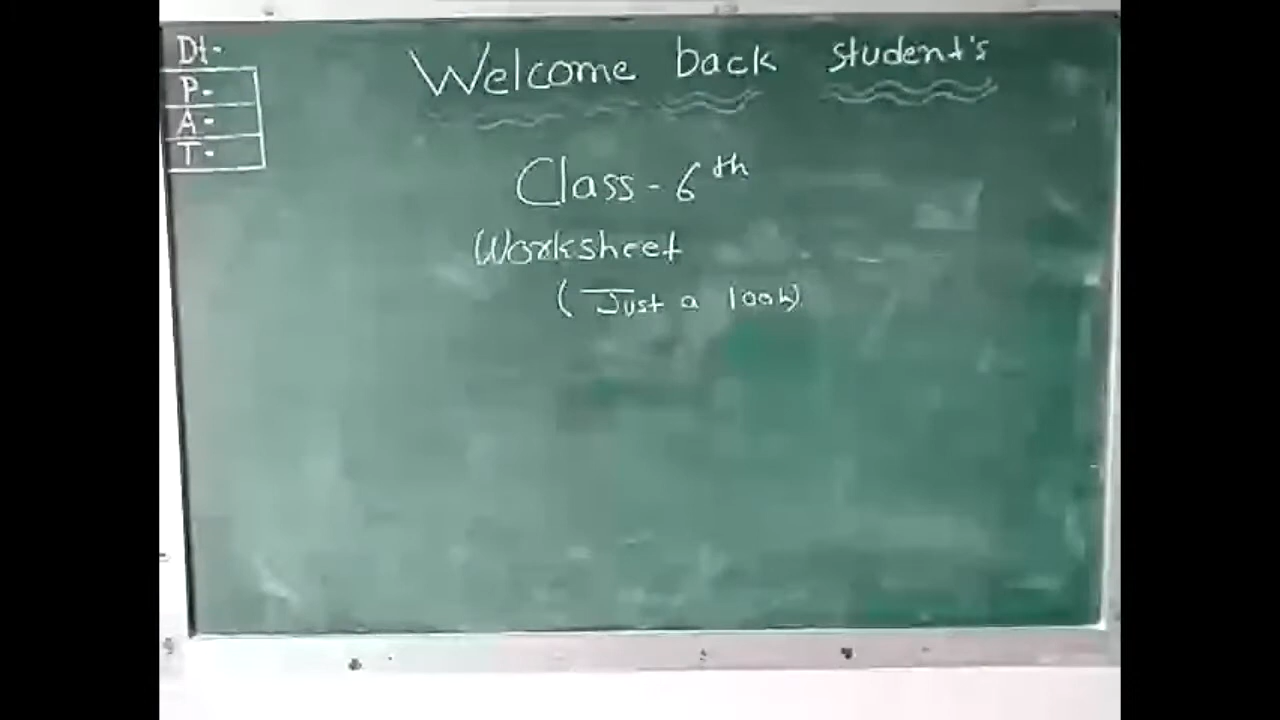 Dt-
P-
A-
T-
Welcome back student's
Class - 6th
Worksheet
(Just a look)